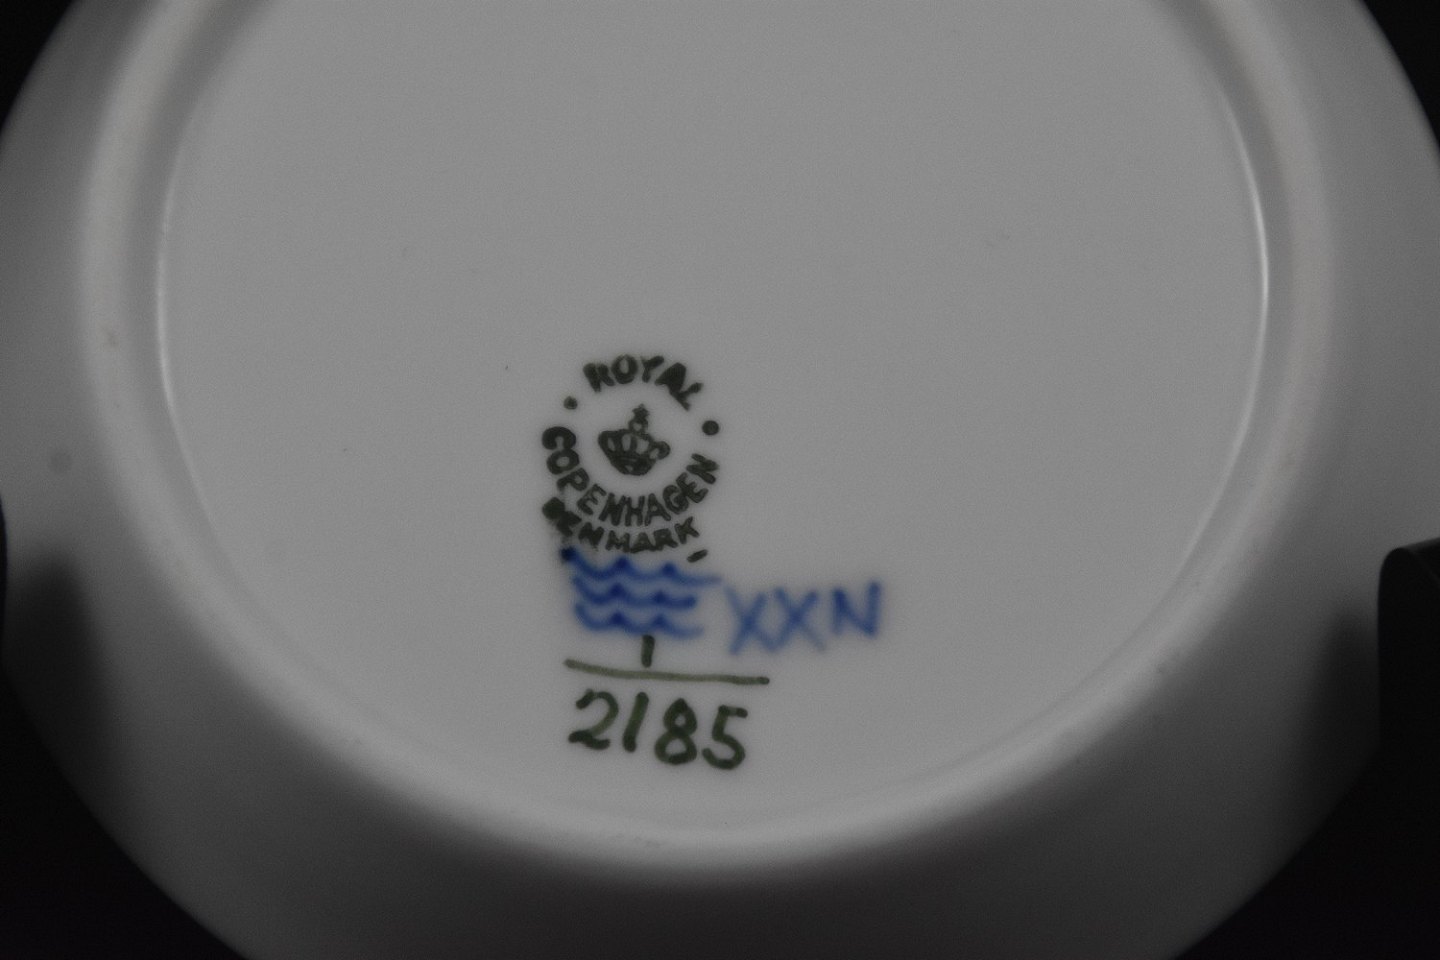 ROYAL
COPENHAGEN
DENMARK
XXN
1
2185